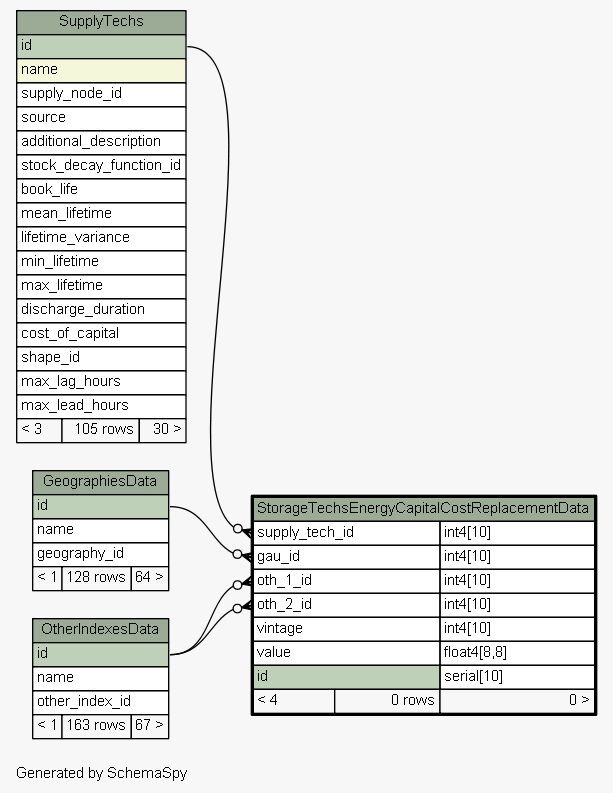 SupplyTechs
id
name
supply_node_id
source
additional_description
stock_decay_function_id
book_life
mean_lifetime
lifetime_variance
min_lifetime
max_lifetime
discharge_duration
cost_of_capital
shape_id
max_lag_hours
max_lead_hours
< 3 105 rows 30 >
GeographiesData
id
name
geography_id
< 1 128 rows 64 >
OtherIndexesData
id
name
other_index_id
< 1 163 rows 67 >
StorageTechsEnergyCapitalCostReplacementData
supply_tech_id int4[10]
gau_id int4[10]
oth_1_id int4[10]
oth_2_id int4[10]
vintage int4[10]
value float4[8,8]
id serial[10]
< 4 0 rows 0 >
Generated by SchemaSpy